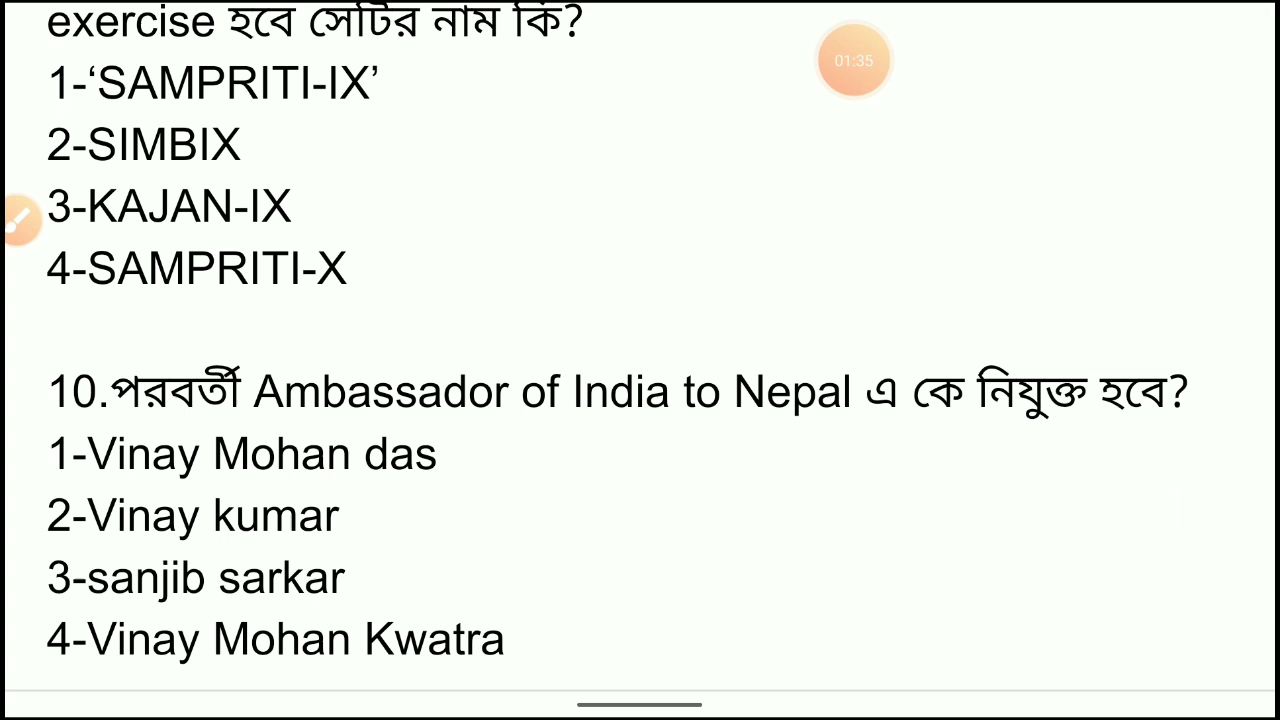 exercise হবে সেটির নাম কি?
01:35
1-‘SAMPRITI-IX’
2-SIMBIX
3-KAJAN-IX
4-SAMPRITI-X
10.পরবর্তী Ambassador of India to Nepal এ কে নিযুক্ত হবে?
1-Vinay Mohan das
2-Vinay kumar
3-sanjib sarkar
4-Vinay Mohan Kwatra